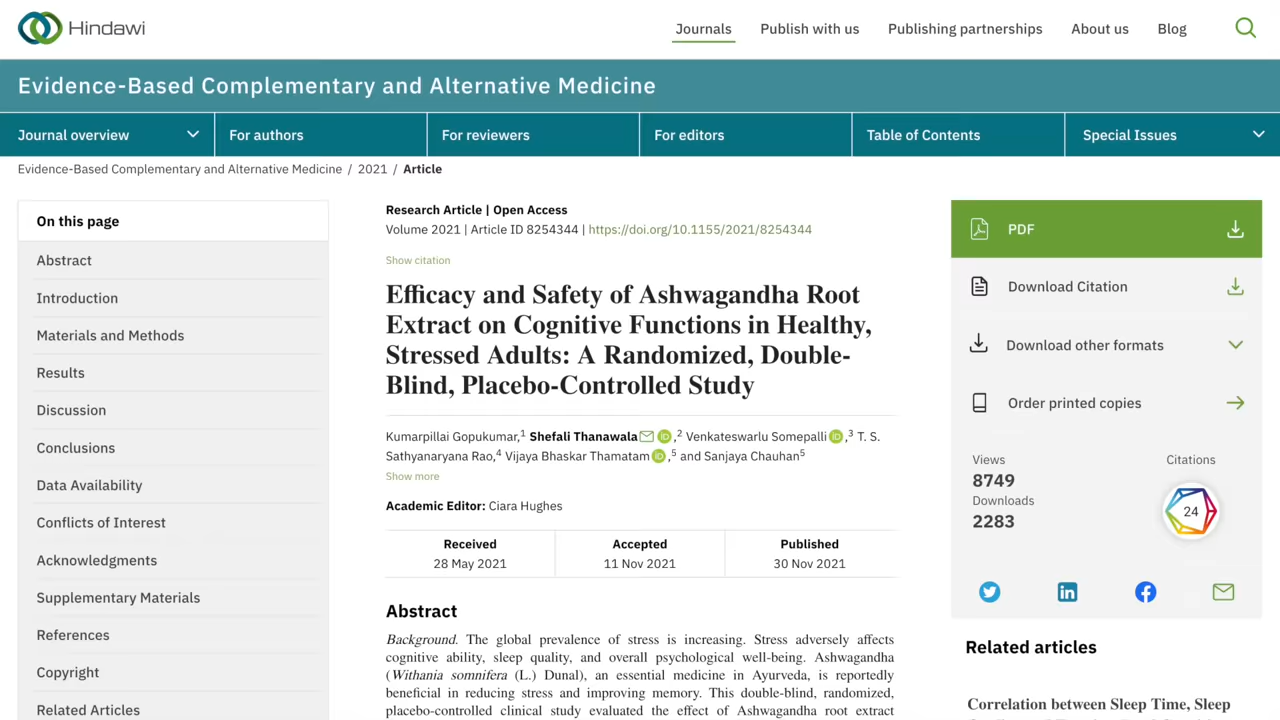 Hindawi
Journals
Publish with us
Publishing partnerships
About us
Blog
Evidence-Based Complementary and Alternative Medicine
Journal overview
For authors
For reviewers
For editors
Table of Contents
Special Issues
Evidence-Based Complementary and Alternative Medicine / 2021 / Article
On this page
Abstract
Introduction
Materials and Methods
Results
Discussion
Conclusions
Data Availability
Conflicts of Interest
Acknowledgments
Supplementary Materials
References
Copyright
Related Articles
Research Article | Open Access
Volume 2021 | Article ID 8254344 | https://doi.org/10.1155/2021/8254344
Show citation
Efficacy and Safety of Ashwagandha Root
Extract on Cognitive Functions in Healthy,
Stressed Adults: A Randomized, Double-
Blind, Placebo-Controlled Study
Kumarpillai Gopukumar,1 Shefali Thanawala iD,2 Venkateswarlu Somepalli iD,3 T. S.
Sathyanaryana Rao,4 Vijaya Bhaskar Thamatam iD,5 and Sanjaya Chauhan5
Show more
Academic Editor: Ciara Hughes
Received
28 May 2021
Accepted
11 Nov 2021
Published
30 Nov 2021
Abstract
Background. The global prevalence of stress is increasing. Stress adversely affects
cognitive ability, sleep quality, and overall psychological well-being. Ashwagandha
(Withania somnifera (L.) Dunal), an essential medicine in Ayurveda, is reportedly
beneficial in reducing stress and improving memory. This double-blind, randomized,
placebo-controlled clinical study evaluated the effect of Ashwagandha root extract
PDF
Download Citation
Download other formats
Order printed copies
Views
8749
Downloads
2283
Citations
24
Related articles
Correlation between Sleep Time, Sleep